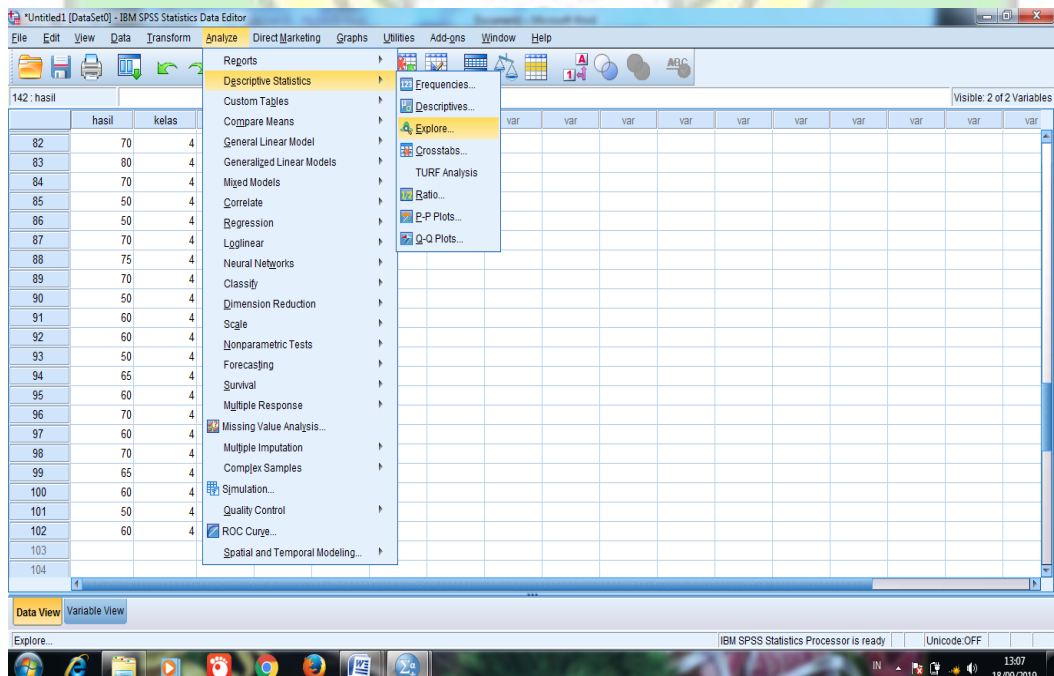 *Untitled1 [DataSet0] - IBM SPSS Statistics Data Editor
File Edit View Data Transform Analyze Direct Marketing Graphs Utilities Add-ons Window Help
142 : hasil
Visible: 2 of 2 Variables
hasil kelas var var var var var var var var var var
82 70 4
83 80 4
84 70 4
85 50 4
86 50 4
87 70 4
88 75 4
89 70 4
90 50 4
91 60 4
92 60 4
93 50 4
94 65 4
95 60 4
96 70 4
97 60 4
98 70 4
99 65 4
100 60 4
101 50 4
102 60 4
103
104
Reports
Descriptive Statistics
Custom Tables
Compare Means
General Linear Model
Generalized Linear Models
Mixed Models
Correlate
Regression
Loglinear
Neural Networks
Classify
Dimension Reduction
Scale
Nonparametric Tests
Forecasting
Survival
Multiple Response
Missing Value Analysis...
Multiple Imputation
Complex Samples
Simulation...
Quality Control
ROC Curve...
Spatial and Temporal Modeling...
Frequencies...
Descriptives...
Explore...
Crosstabs...
TURF Analysis
Ratio...
P-P Plots...
Q-Q Plots...
Data View Variable View
Explore...
IBM SPSS Statistics Processor is ready
Unicode:OFF
IN
13:07
18/09/2019